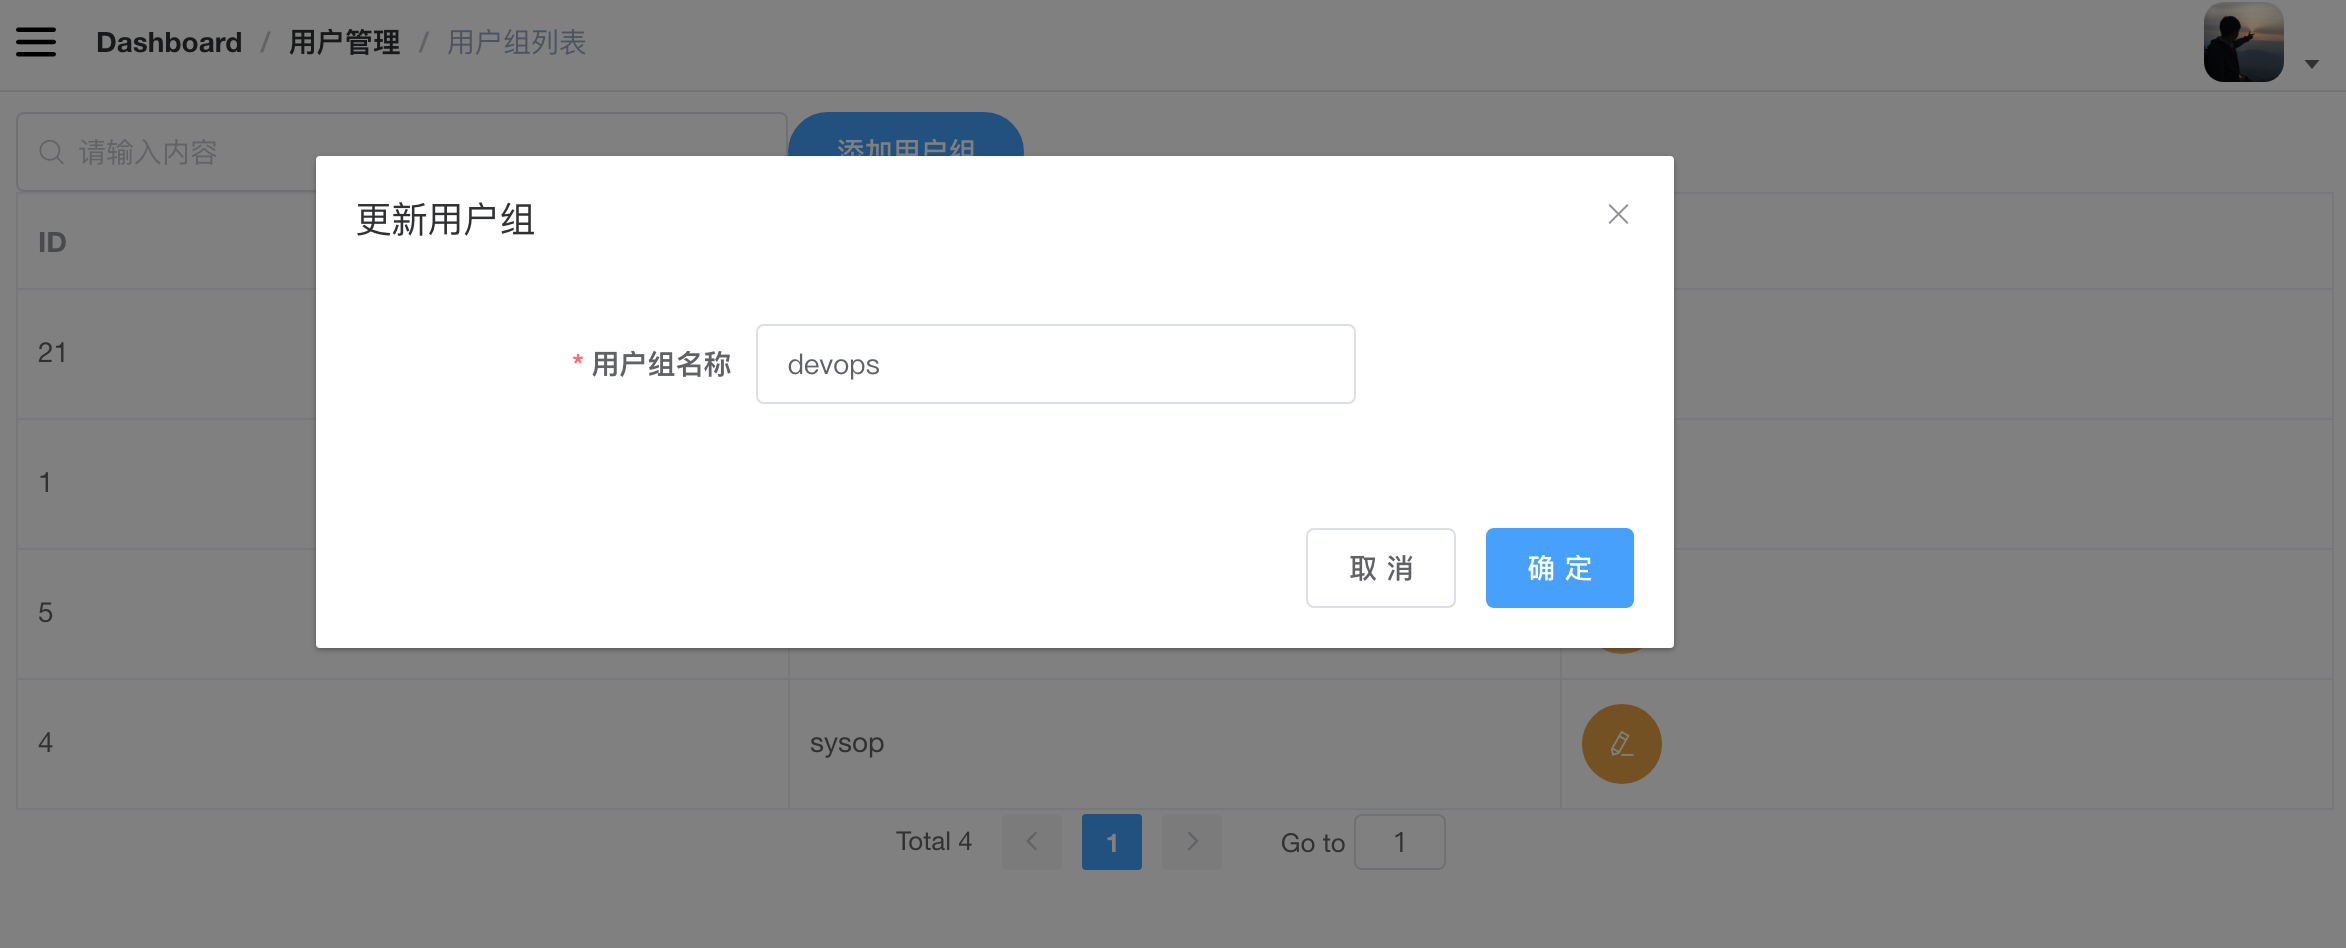 Dashboard / 用户管理 / 用户组列表
请输入内容
添加用户组
更新用户组
ID
21
* 用户组名称 devops
1
取 消 确 定
5
4 sysop
Total 4 1 Go to 1